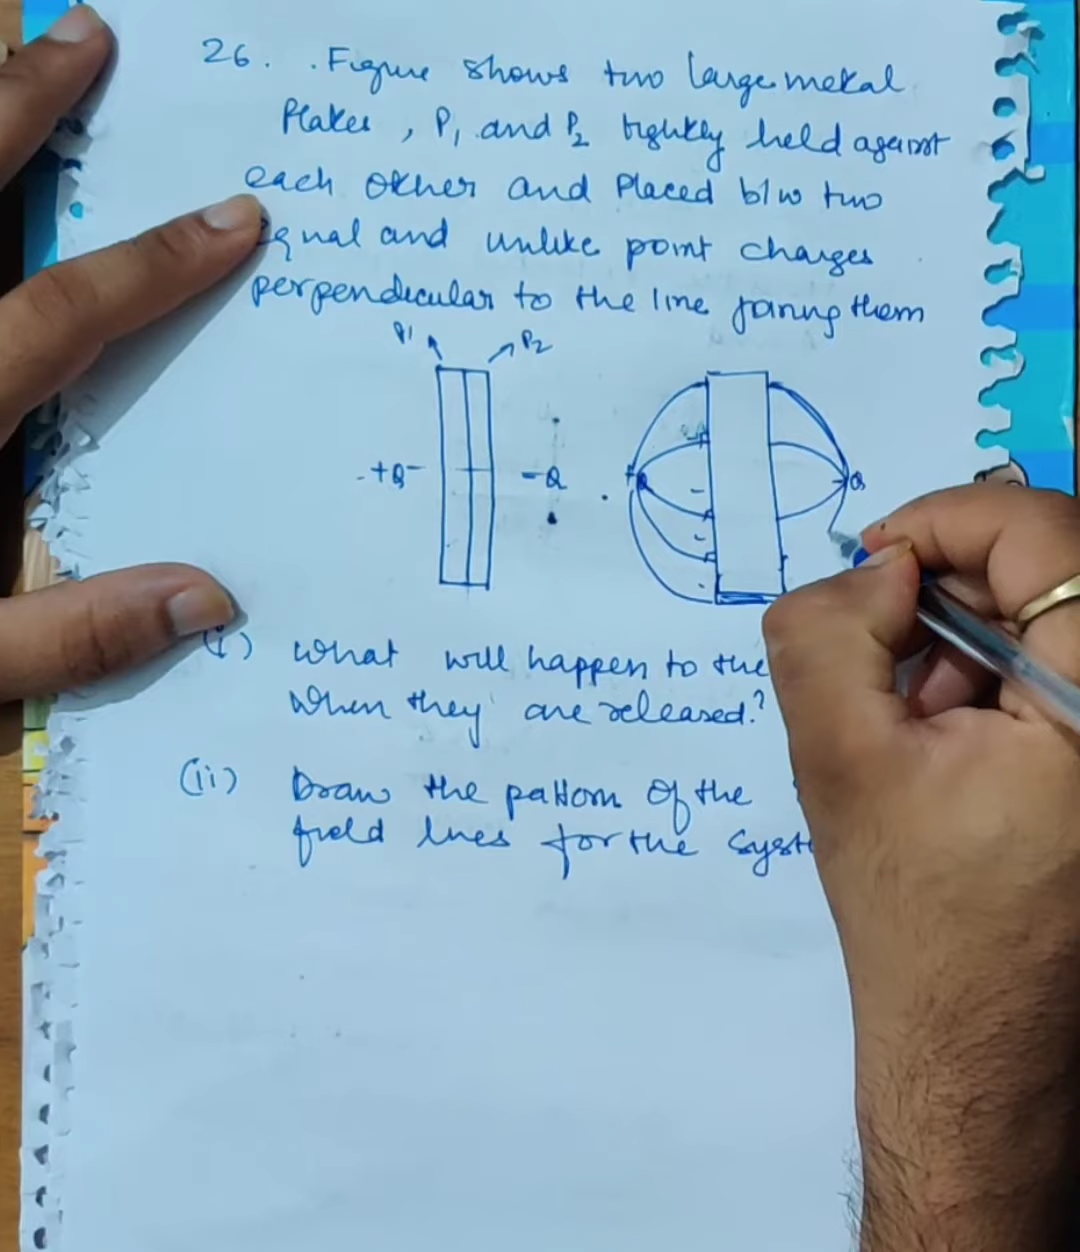 26. . Figure shows two large metal
Plates, P1 and P2 tightly held against
each other and placed b/w two
equal and unlike point charges
perpendicular to the line joining them
P1 P2
+Q -Q +Q -Q
(i) What will happen to the
when they are released?
(ii) Draw the pattern of the
field lines for the syst